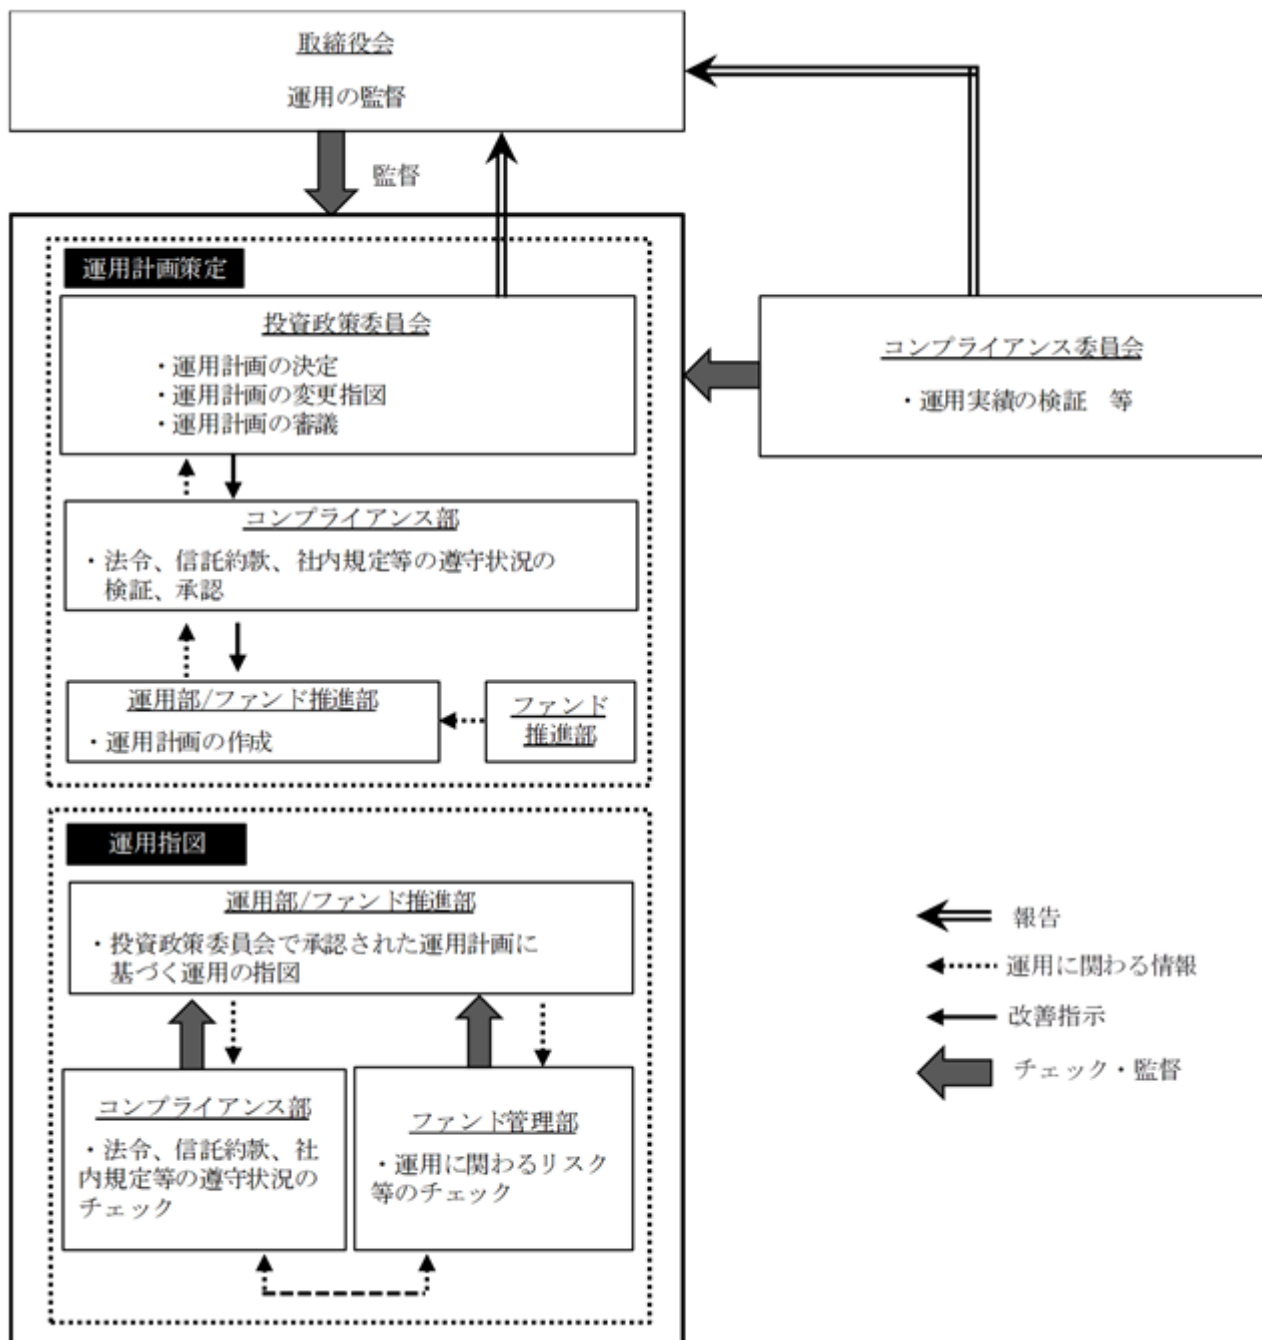 取締役会
運用の監督
監督
運用計画策定
投資政策委員会
・運用計画の決定
・運用計画の変更指図
・運用計画の審議
コンプライアンス委員会
・運用実績の検証　等
コンプライアンス部
・法令、信託約款、社内規定等の遵守状況の
検証、承認
運用部/ファンド推進部
・運用計画の作成
ファンド
推進部
運用指図
運用部/ファンド推進部
・投資政策委員会で承認された運用計画に
基づく運用の指図
コンプライアンス部
・法令、信託約款、社
内規定等の遵守状況の
チェック
ファンド管理部
・運用に関わるリスク
等のチェック
報告
運用に関わる情報
改善指示
チェック・監督